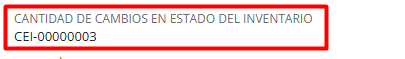 CANTIDAD DE CAMBIOS EN ESTADO DEL INVENTARIO
CEI-00000003